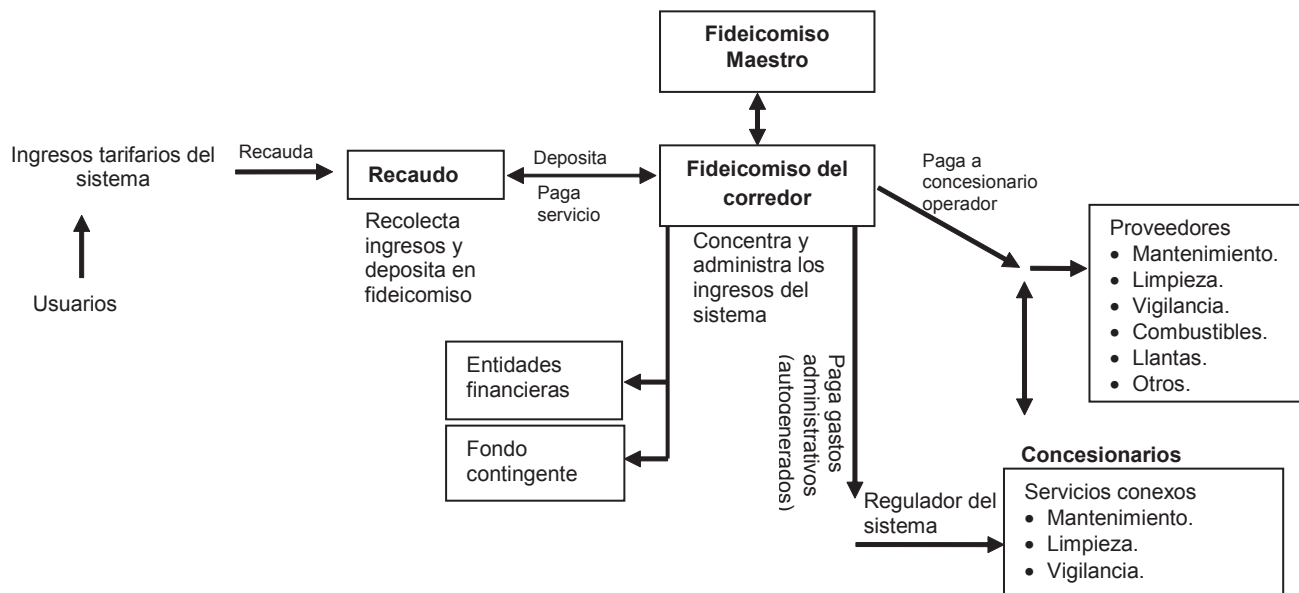 Fideicomiso
Maestro
Ingresos tarifarios del
sistema
Recauda
Recaudo
Deposita
Paga
servicio
Fideicomiso del
corredor
Paga a
concesionario
operador
Recolecta
ingresos y
deposita en
fideicomiso
Concentra y
administra los
ingresos del
sistema
Usuarios
Proveedores
• Mantenimiento.
• Limpieza.
• Vigilancia.
• Combustibles.
• Llantas.
• Otros.
Entidades
financieras
Fondo
contingente
Paga gastos
administrativos
(autogenerados)
Regulador del
sistema
Concesionarios
Servicios conexos
• Mantenimiento.
• Limpieza.
• Vigilancia.